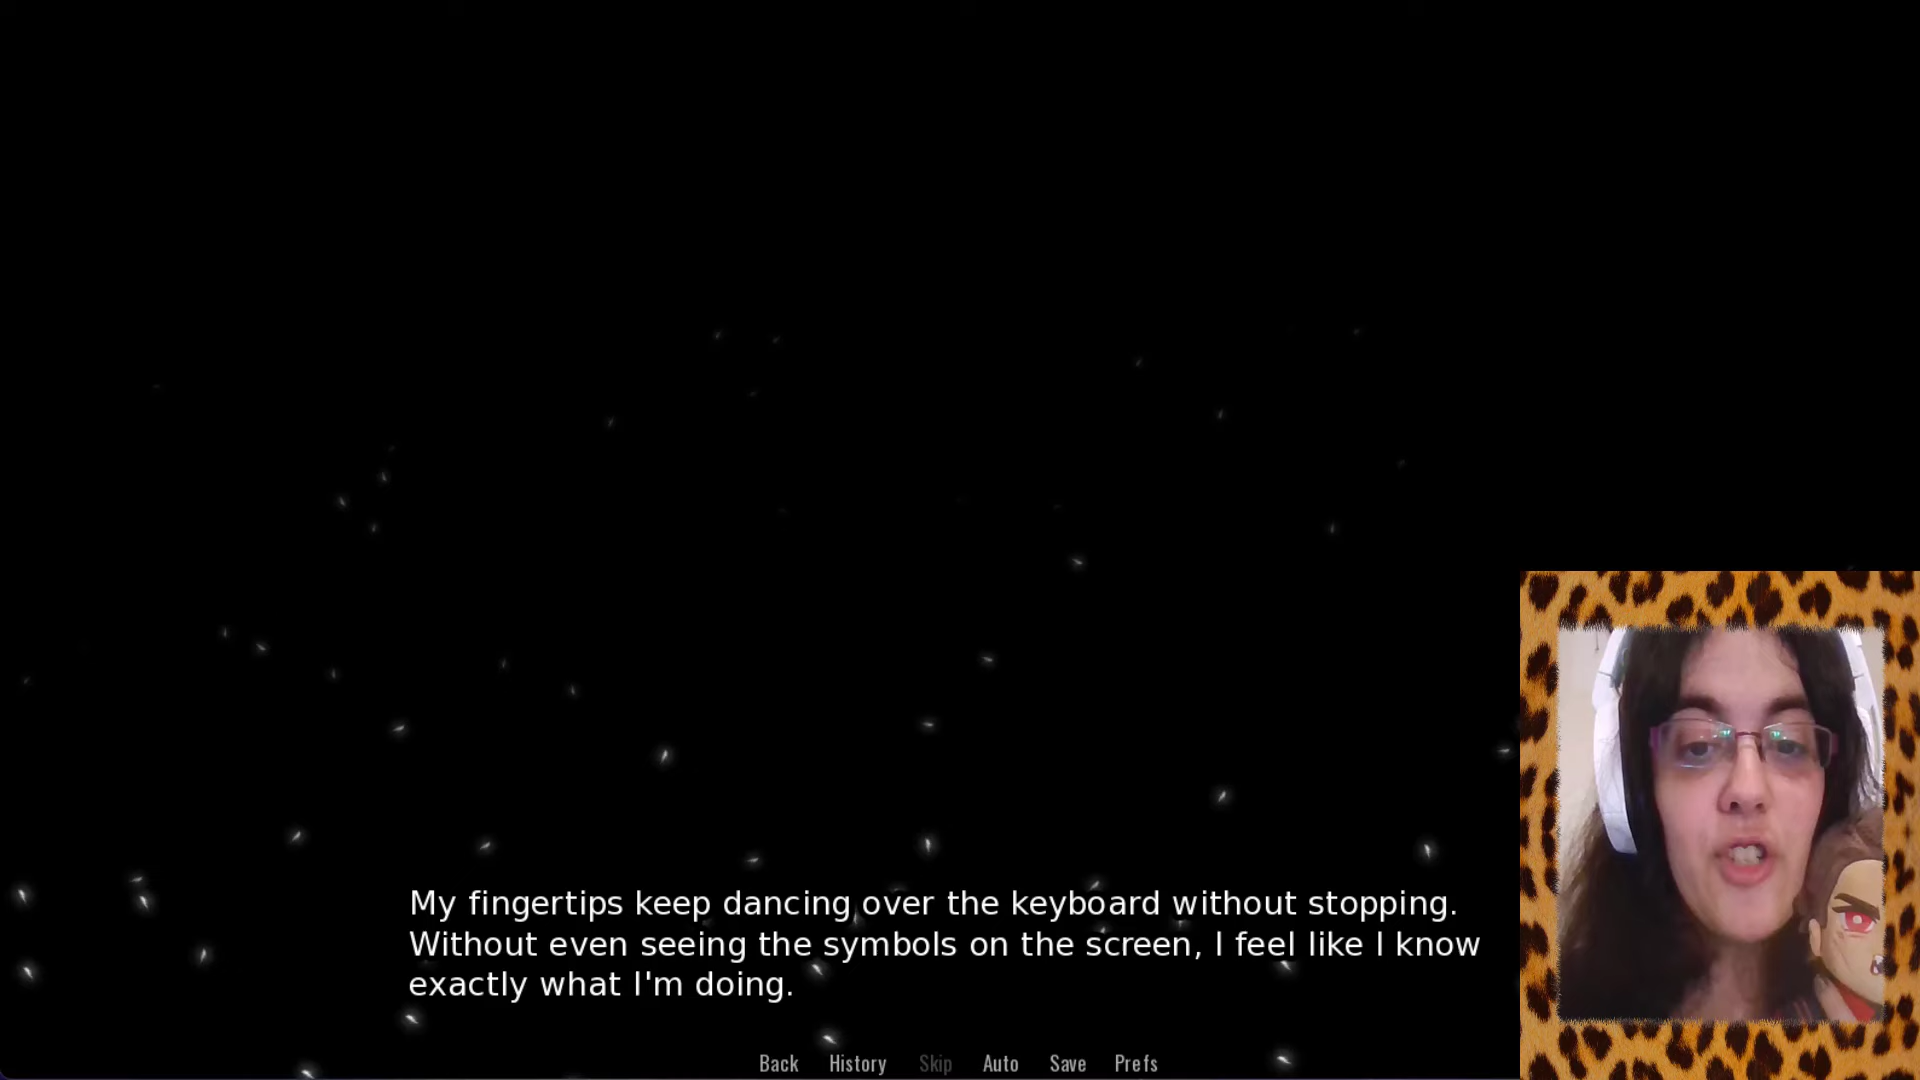 My fingertips keep dancing over the keyboard without stopping.
Without even seeing the symbols on the screen, I feel like I know
exactly what I'm doing.
Back History Skip Auto Save Prefs